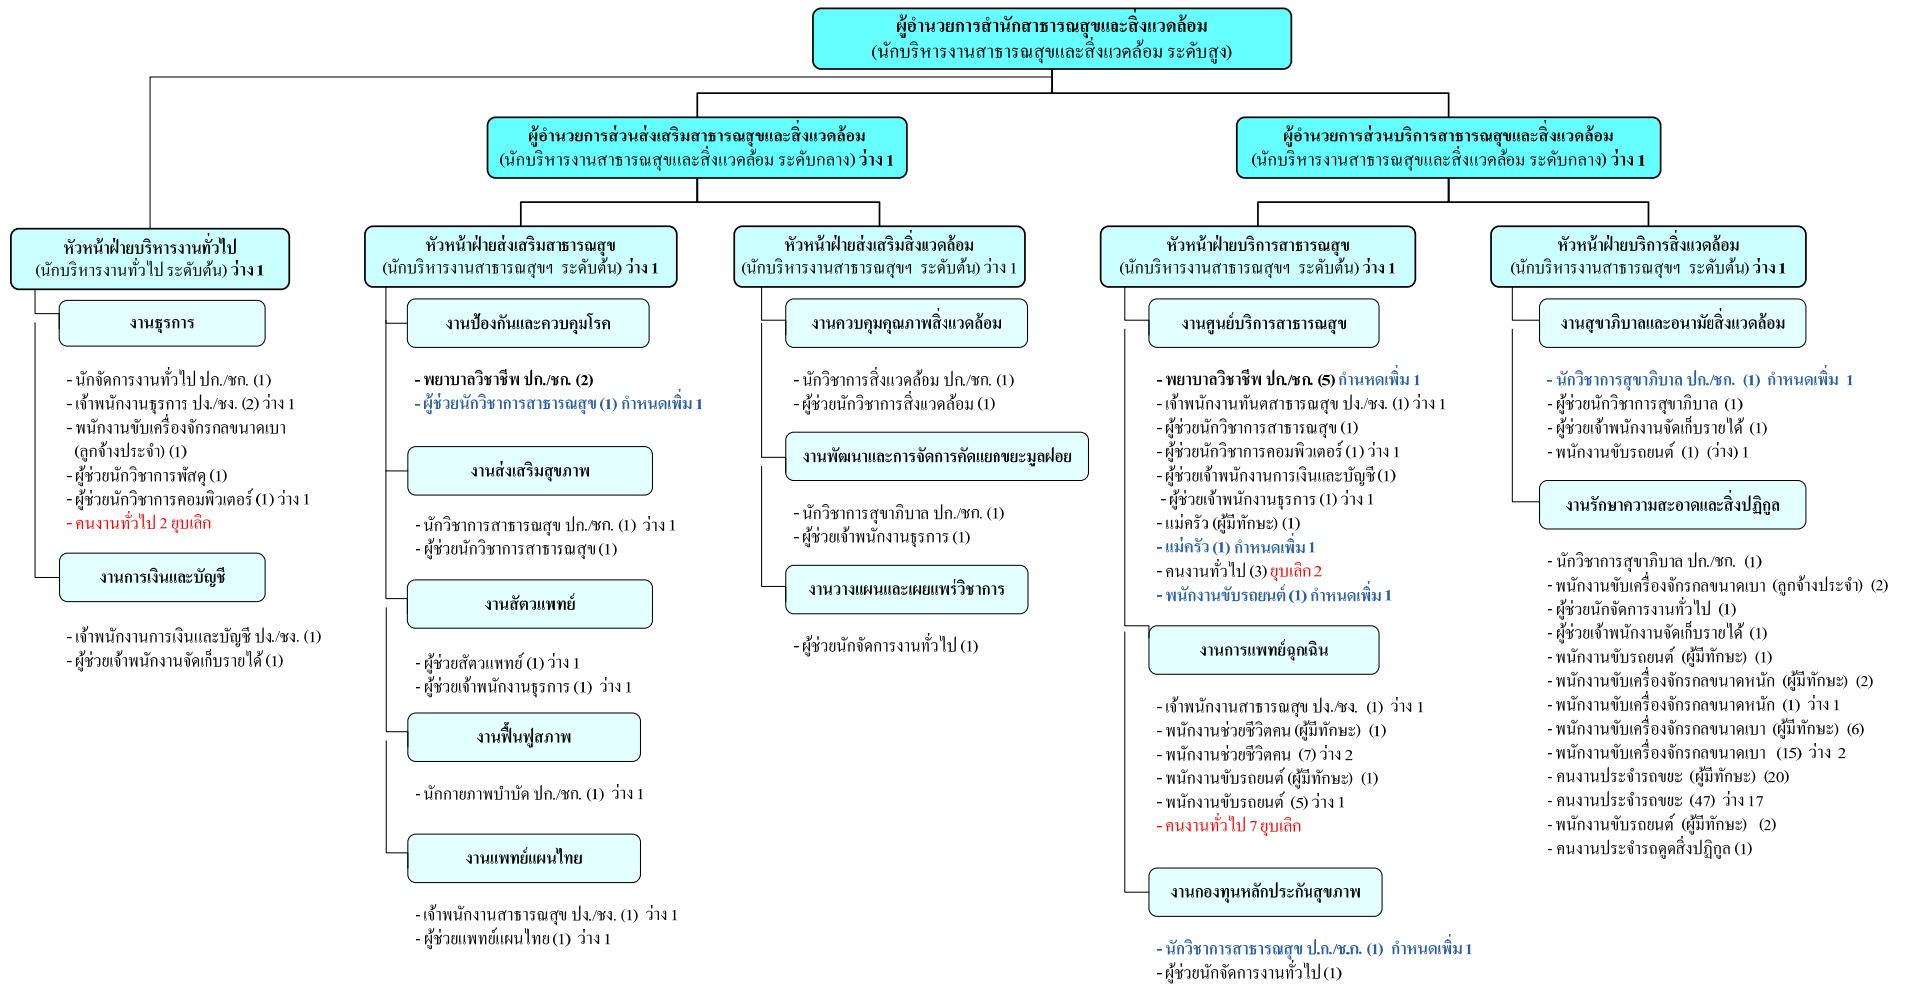 ผู้อำนวยการสำนักสาธารณสุขและสิ่งแวดล้อม
(นักบริหารงานสาธารณสุขและสิ่งแวดล้อม ระดับสูง)
ผู้อำนวยการส่วนส่งเสริมสาธารณสุขและสิ่งแวดล้อม
(นักบริหารงานสาธารณสุขและสิ่งแวดล้อม ระดับกลาง) ว่าง 1
ผู้อำนวยการส่วนบริการสาธารณสุขและสิ่งแวดล้อม
(นักบริหารงานสาธารณสุขและสิ่งแวดล้อม ระดับกลาง) ว่าง 1
หัวหน้าฝ่ายบริหารงานทั่วไป
(นักบริหารงานทั่วไป ระดับต้น) ว่าง 1
งานธุรการ
- นักจัดการงานทั่วไป ปก./ชก. (1)
- เจ้าพนักงานธุรการ ปง./ชง. (2) ว่าง 1
- พนักงานขับเครื่องจักรกลขนาดเบา
(ลูกจ้างประจำ) (1)
- ผู้ช่วยนักวิชาการพัสดุ (1)
- ผู้ช่วยนักวิชาการคอมพิวเตอร์ (1) ว่าง 1
- คนงานทั่วไป 2 ยุบเลิก
งานการเงินและบัญชี
- เจ้าพนักงานการเงินและบัญชี ปง./ชง. (1)
- ผู้ช่วยเจ้าพนักงานจัดเก็บรายได้ (1)
หัวหน้าฝ่ายส่งเสริมสาธารณสุข
(นักบริหารงานสาธารณสุขฯ ระดับต้น) ว่าง 1
งานป้องกันและควบคุมโรค
- พยาบาลวิชาชีพ ปก./ชก. (2)
- ผู้ช่วยนักวิชาการสาธารณสุข (1) กำหนดเพิ่ม 1
งานส่งเสริมสุขภาพ
- นักวิชาการสาธารณสุข ปก./ชก. (1) ว่าง 1
- ผู้ช่วยนักวิชาการสาธารณสุข (1)
งานสัตวแพทย์
- ผู้ช่วยสัตวแพทย์ (1) ว่าง 1
- ผู้ช่วยเจ้าพนักงานธุรการ (1) ว่าง 1
งานฟื้นฟูสภาพ
- นักกายภาพบำบัด ปก./ชก. (1) ว่าง 1
งานแพทย์แผนไทย
- เจ้าพนักงานสาธารณสุข ปง./ชง. (1) ว่าง 1
- ผู้ช่วยแพทย์แผนไทย (1) ว่าง 1
หัวหน้าฝ่ายส่งเสริมสิ่งแวดล้อม
(นักบริหารงานสาธารณสุขฯ ระดับต้น) ว่าง 1
งานควบคุมคุณภาพสิ่งแวดล้อม
- นักวิชาการสิ่งแวดล้อม ปก./ชก. (1)
- ผู้ช่วยนักวิชาการสิ่งแวดล้อม (1)
งานพัฒนาและการจัดการคัดแยกขยะมูลฝอย
- นักวิชาการสุขาภิบาล ปก./ชก. (1)
- ผู้ช่วยเจ้าพนักงานธุรการ (1)
งานวางแผนและเผยแพร่วิชาการ
- ผู้ช่วยนักจัดการงานทั่วไป (1)
หัวหน้าฝ่ายบริการสาธารณสุข
(นักบริหารงานสาธารณสุขฯ ระดับต้น) ว่าง 1
งานศูนย์บริการสาธารณสุข
- พยาบาลวิชาชีพ ปก./ชก. (5) กำนหดเพิ่ม 1
- เจ้าพนักงานทันตสาธารณสุข ปง./ชง. (1) ว่าง 1
- ผู้ช่วยนักวิชาการสาธารณสุข (1)
- ผู้ช่วยนักวิชาการคอมพิวเตอร์ (1) ว่าง 1
- ผู้ช่วยเจ้าพนักงานการเงินและบัญชี (1)
- ผู้ช่วยเจ้าพนักงานธุรการ (1) ว่าง 1
- แม่ครัว (ผู้มีทักษะ) (1)
- แม่ครัว (1) กำหนดเพิ่ม 1
- คนงานทั่วไป (3) ยุบเลิก 2
- พนักงานขับรถยนต์ (1) กำหนดเพิ่ม 1
งานการแพทย์ฉุกเฉิน
- เจ้าพนักงานสาธารณสุข ปง./ชง. (1) ว่าง 1
- พนักงานช่วยชีวิตคน (ผู้มีทักษะ) (1)
- พนักงานช่วยชีวิตคน (7) ว่าง 2
- พนักงานขับรถยนต์ (ผู้มีทักษะ) (1)
- พนักงานขับรถยนต์ (5) ว่าง 1
- คนงานทั่วไป 7 ยุบเลิก
งานกองทุนหลักประกันสุขภาพ
- นักวิชาการสาธารณสุข ป.ก./ช.ก. (1) กำหนดเพิ่ม 1
- ผู้ช่วยนักจัดการงานทั่วไป (1)
หัวหน้าฝ่ายบริการสิ่งแวดล้อม
(นักบริหารงานสาธารณสุขฯ ระดับต้น) ว่าง 1
งานสุขาภิบาลและอนามัยสิ่งแวดล้อม
- นักวิชาการสุขาภิบาล ปก./ชก. (1) กำหนดเพิ่ม 1
- ผู้ช่วยนักวิชาการสุขาภิบาล (1)
- ผู้ช่วยเจ้าพนักงานจัดเก็บรายได้ (1)
- พนักงานขับรถยนต์ (1) (ว่าง) 1
งานรักษาความสะอาดและสิ่งปฏิกูล
- นักวิชาการสุขาภิบาล ปก./ชก. (1)
- พนักงานขับเครื่องจักรกลขนาดเบา (ลูกจ้างประจำ) (2)
- ผู้ช่วยนักจัดการงานทั่วไป (1)
- ผู้ช่วยเจ้าพนักงานจัดเก็บรายได้ (1)
- พนักงานขับรถยนต์ (ผู้มีทักษะ) (1)
- พนักงานขับเครื่องจักรกลขนาดหนัก (ผู้มีทักษะ) (2)
- พนักงานขับเครื่องจักรกลขนาดหนัก (1) ว่าง 1
- พนักงานขับเครื่องจักรกลขนาดเบา (ผู้มีทักษะ) (6)
- พนักงานขับเครื่องจักรกลขนาดเบา (15) ว่าง 2
- คนงานประจำรถขยะ (ผู้มีทักษะ) (20)
- คนงานประจำรถขยะ (47) ว่าง 17
- พนักงานขับรถยนต์ (ผู้มีทักษะ) (2)
- คนงานประจำรถดูดสิ่งปฏิกูล (1)